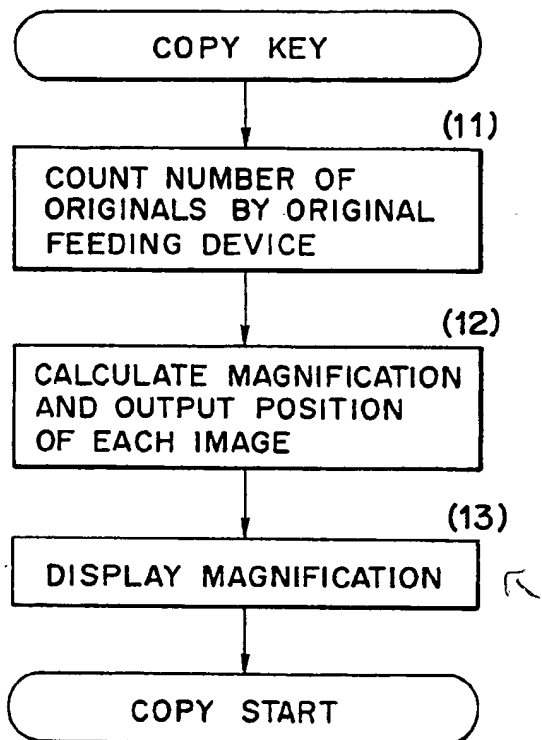 COPY KEY
(11)
COUNT NUMBER OF
ORIGINALS BY ORIGINAL
FEEDING DEVICE
(12)
CALCULATE MAGNIFICATION
AND OUTPUT POSITION
OF EACH IMAGE
(13)
DISPLAY MAGNIFICATION
COPY START